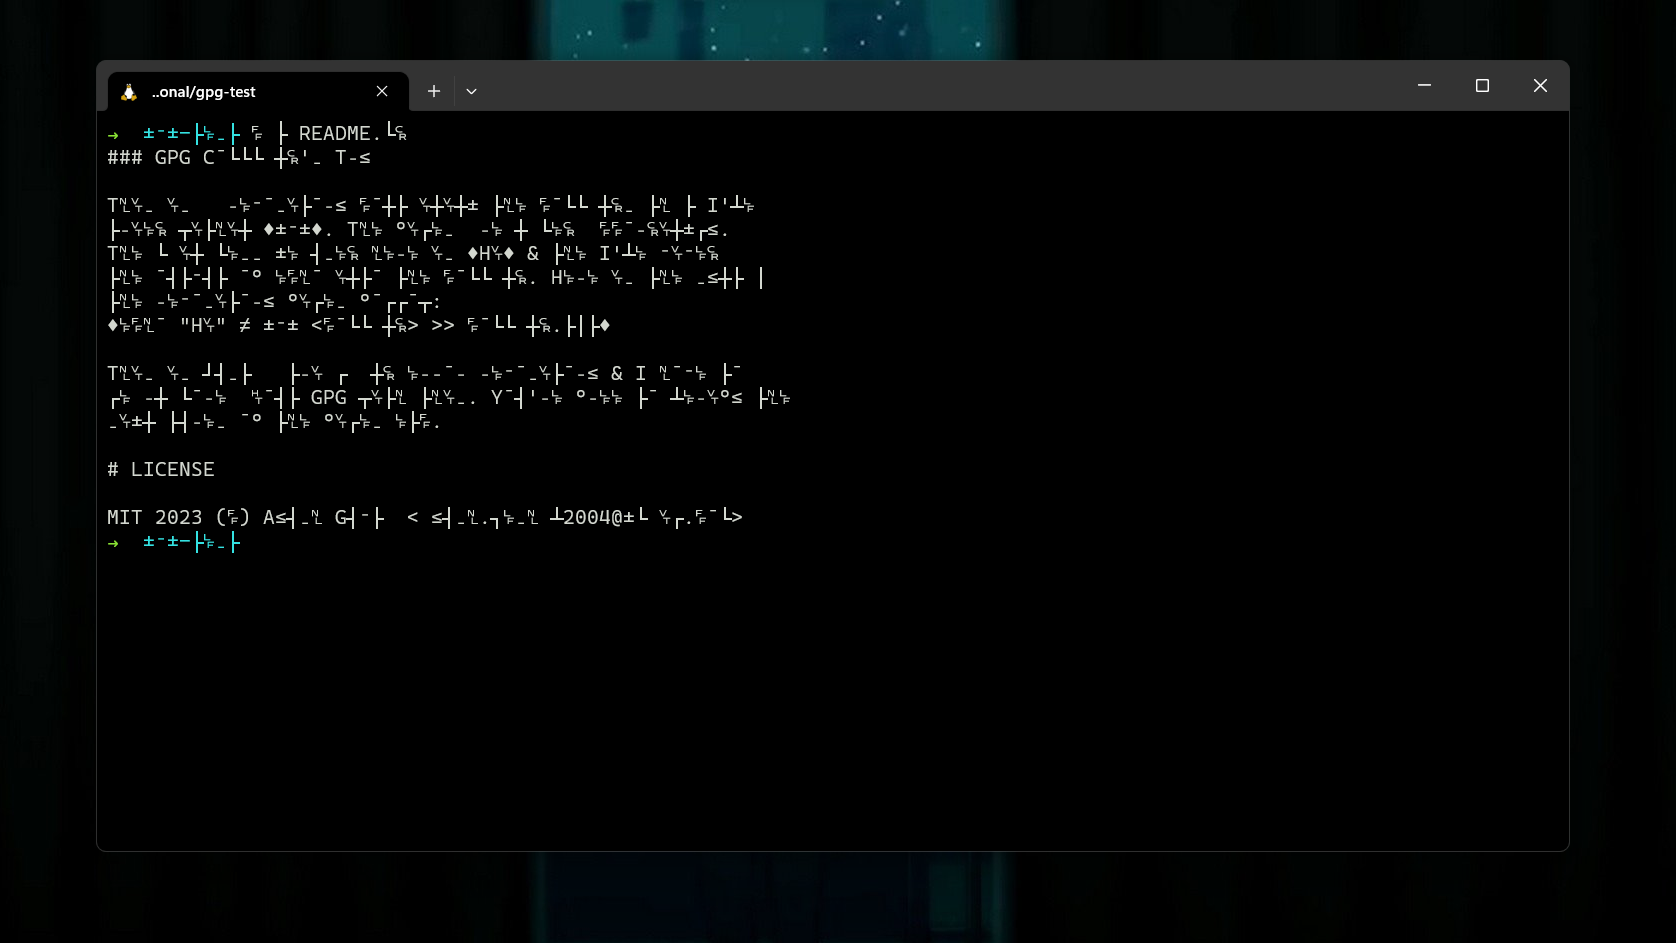 →  ±⎻±─├␊⎽├ ␌ ├ README.└␍
### GPG C⎺└└└ ┼␍'⎽ T⎼≤
T␤␋⎽ ␋⎽   ⎼␊⎻⎺⎽␋├⎺⎼≤ ␌⎺┼├ ␋┼␋┼± ├␤␊ ␌⎺└└ ┼␍⎽ ├␤ ├ I'┴␊
├⎼␋␊␍ ┬␋├␤␋┼ ♦±⎻±♦. T␤␊ °␋┌␊⎽  ⎼␊ ┼ └␊␍  ␌␌⎺⎼␍␋┼±┌≤.
T␤␊ └ ␋┼ └␊⎽⎽ ±␊ ┤⎽␊␍ ␤␊⎼␊ ␋⎽ ♦H␋♦ & ├␤␊ I'┴␊ ⎻␋⎻␊␍
├␤␊ ⎺┤├⎻┤├ ⎺° ␊␌␤⎺ ␋┼├⎺ ├␤␊ ␌⎺└└ ┼␍. H␊⎼␊ ␋⎽ ├␤␊ ⎽≤┼├ │
├␤␊ ⎼␊⎻⎺⎽␋├⎺⎼≤ °␋┌␊⎽ °⎺┌┌⎺┬:
♦␊␌␤⎺ "H␋" ≠ ±⎻± <␌⎺└└ ┼␍> >> ␌⎺└└ ┼␍.├│├♦
T␤␋⎽ ␋⎽ ┘┤⎽├   ├⎼␋ ┌  ┼␍ ␊⎼⎼⎺⎼ ⎼␊⎻⎺⎽␋├⎺⎼≤ & I ␤⎺⎻␊ ├⎺
┌␊ ⎼┼ └⎺⎼␊  ␉⎺┤├ GPG ┬␋├␤ ├␤␋⎽. Y⎺┤'⎼␊ °⎼␊␊ ├⎺ ┴␊⎼␋°≤ ├␤␊
⎽␋±┼ ├┤⎼␊⎽ ⎺° ├␤␊ °␋┌␊⎽ ␊├␌.
# LICENSE
MIT 2023 (␌) A≤┤⎽␤ G┤⎻├  < ≤┤⎽␤.┐␊⎽␤ ┴2004@±└ ␋┌.␌⎺└>
→  ±⎻±─├␊⎽├
..onal/gpg-test